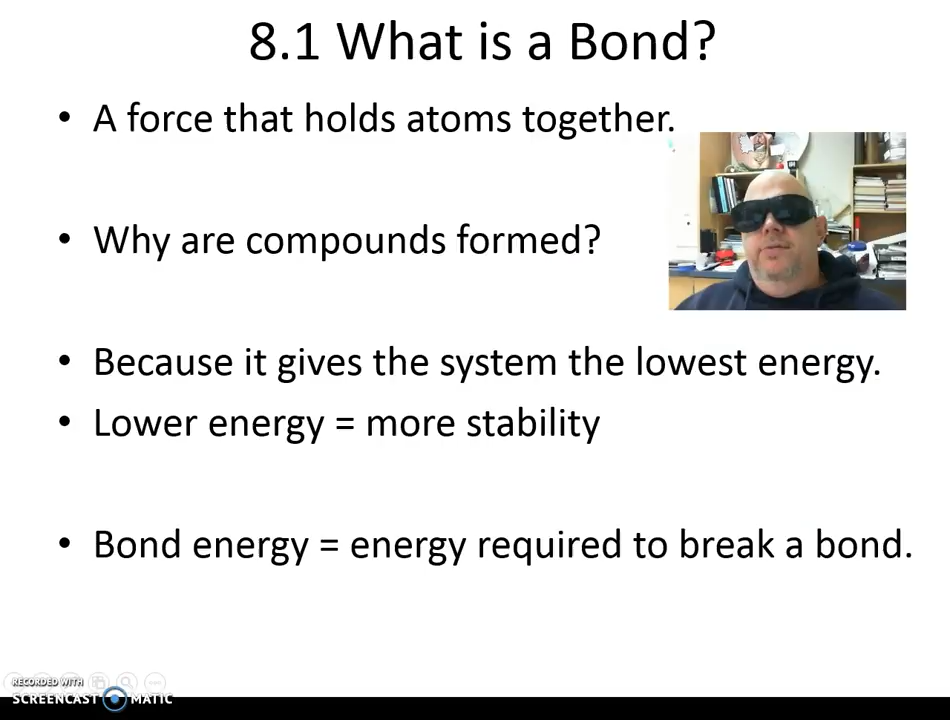 8.1 What is a Bond?
• A force that holds atoms together.
• Why are compounds formed?
• Because it gives the system the lowest energy.
• Lower energy = more stability
• Bond energy = energy required to break a bond.
RECORDED WITH
SCREENCAST MATIC